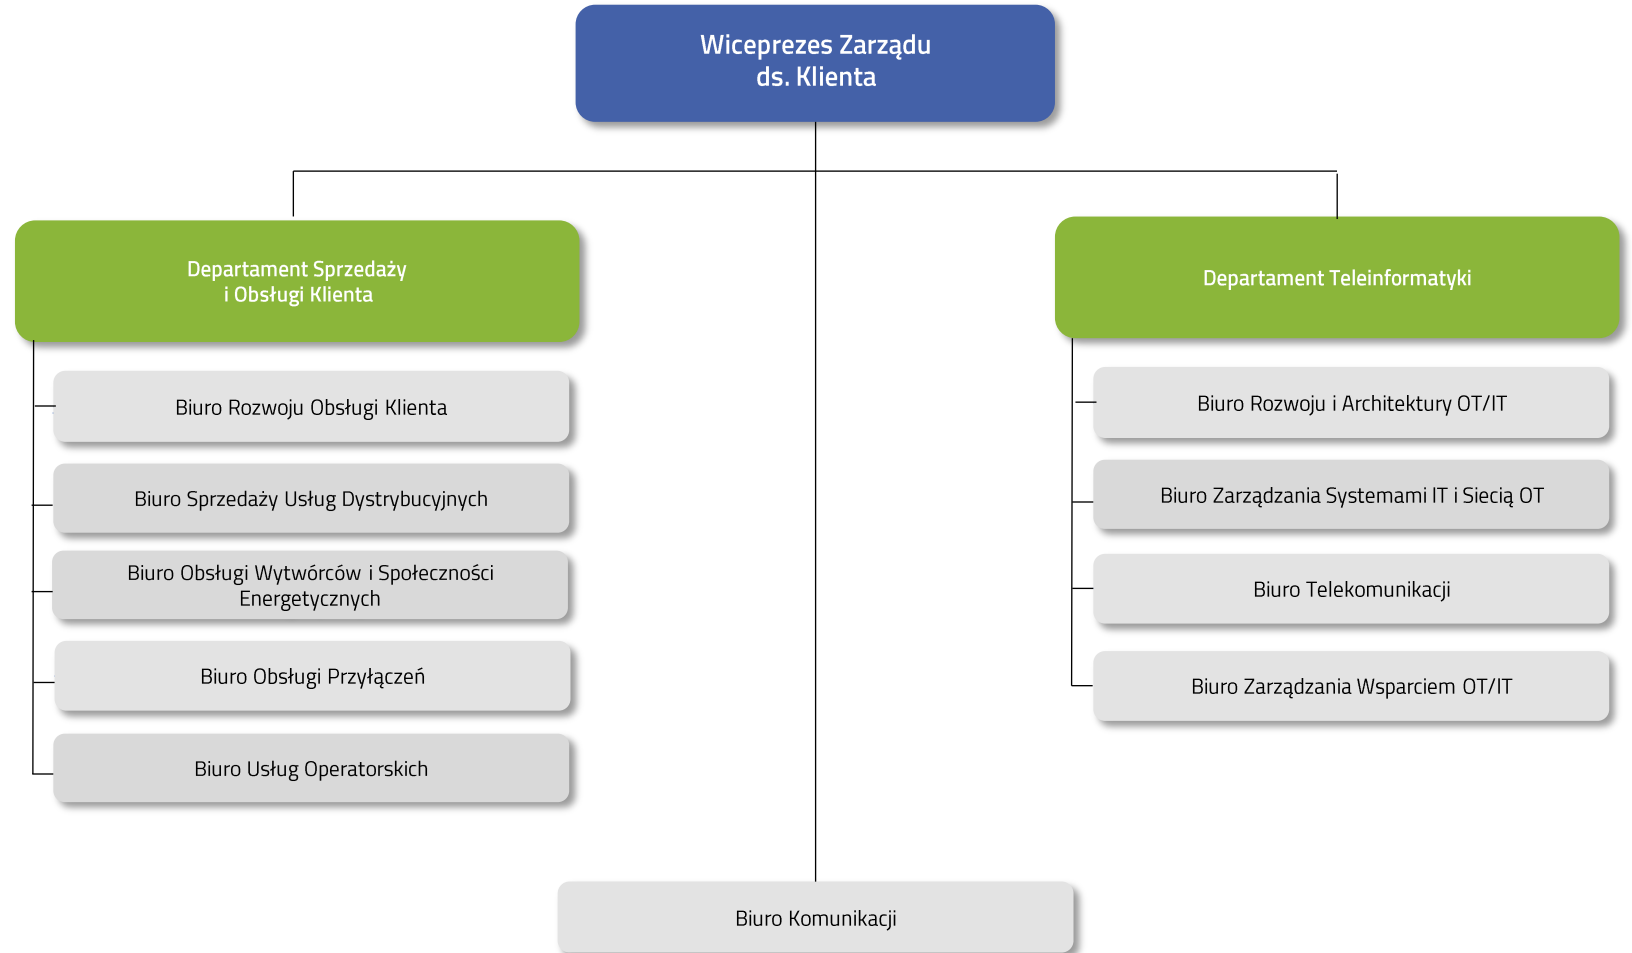 Wiceprezes Zarządu
ds. Klienta
Departament Sprzedaży
i Obsługi Klienta
Biuro Rozwoju Obsługi Klienta
Biuro Sprzedaży Usług Dystrybucyjnych
Biuro Obsługi Wytwórców i Społeczności
Energetycznych
Biuro Obsługi Przyłączeń
Biuro Usług Operatorskich
Departament Teleinformatyki
Biuro Rozwoju i Architektury OT/IT
Biuro Zarządzania Systemami IT i Siecią OT
Biuro Telekomunikacji
Biuro Zarządzania Wsparciem OT/IT
Biuro Komunikacji